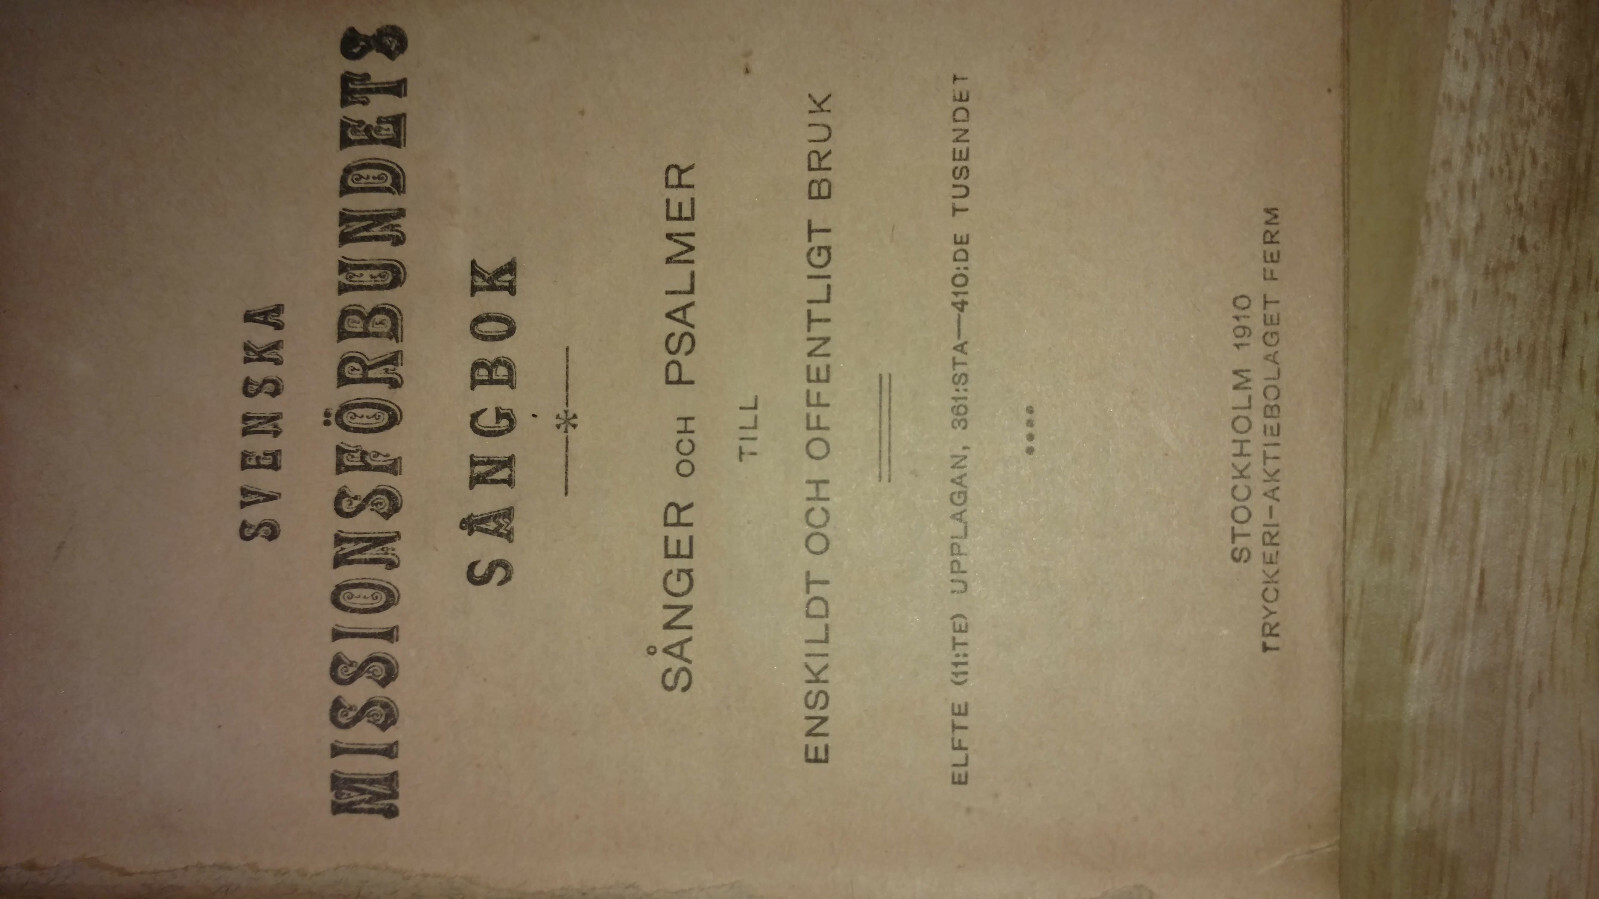 SVENSKA
MISSIONSFÖRBUNDETS
SÅNGBOK
SÅNGER OCH PSALMER
TILL
ENSKILDT OCH OFFENTLIGT BRUK
ELFTE (11:TE) UPPLAGAN, 361:STA—410:DE TUSENDET
STOCKHOLM 1910
TRYCKERI-AKTIEBOLAGET FERM